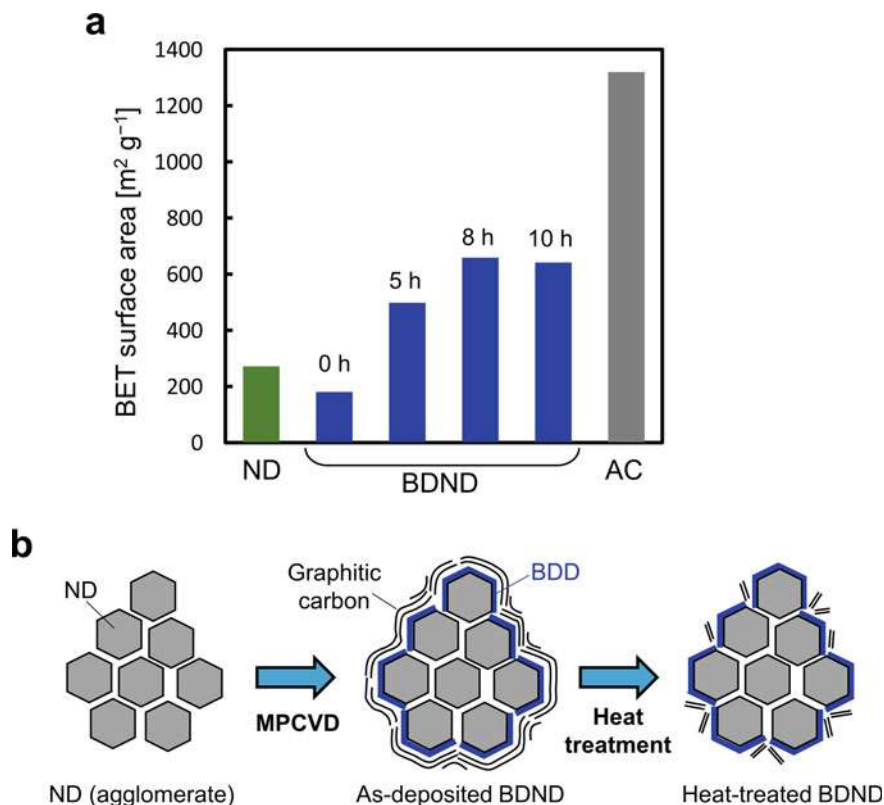 a
BET surface area [m² g⁻¹]
1400
1200
1000
800
600
400
200
0
0 h
5 h
8 h
10 h
ND
BDND
AC
b
ND
Graphitic
carbon
BDD
MPCVD
Heat
treatment
ND (agglomerate)
As-deposited BDND
Heat-treated BDND